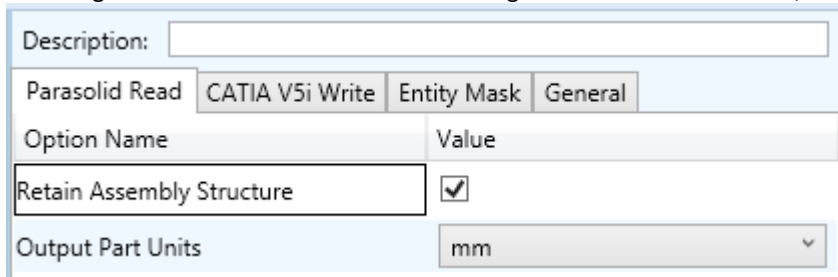 Description:
Parasolid Read CATIA V5i Write Entity Mask General
Option Name Value
Retain Assembly Structure
Output Part Units mm